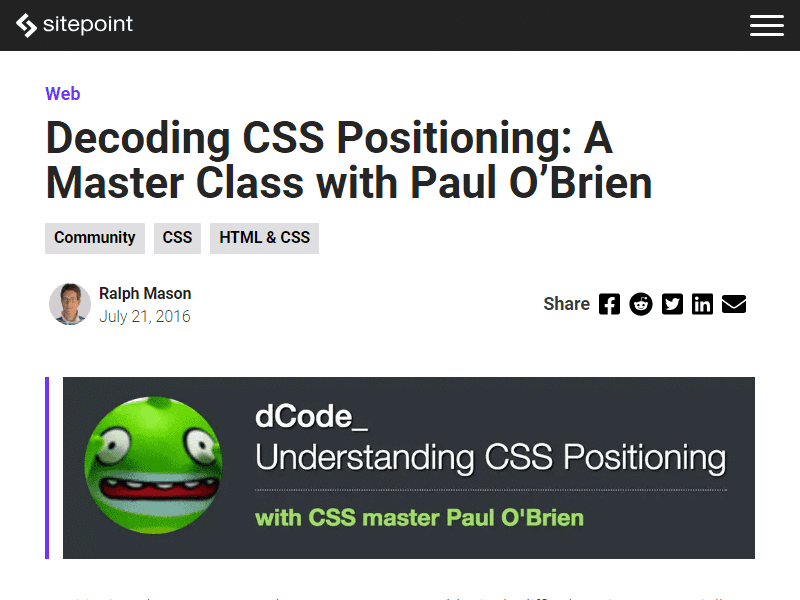 sitepoint
Web
Decoding CSS Positioning: A
Master Class with Paul O’Brien
Community CSS HTML & CSS
Ralph Mason
July 21, 2016
Share
dCode_
Understanding CSS Positioning
with CSS master Paul O'Brien